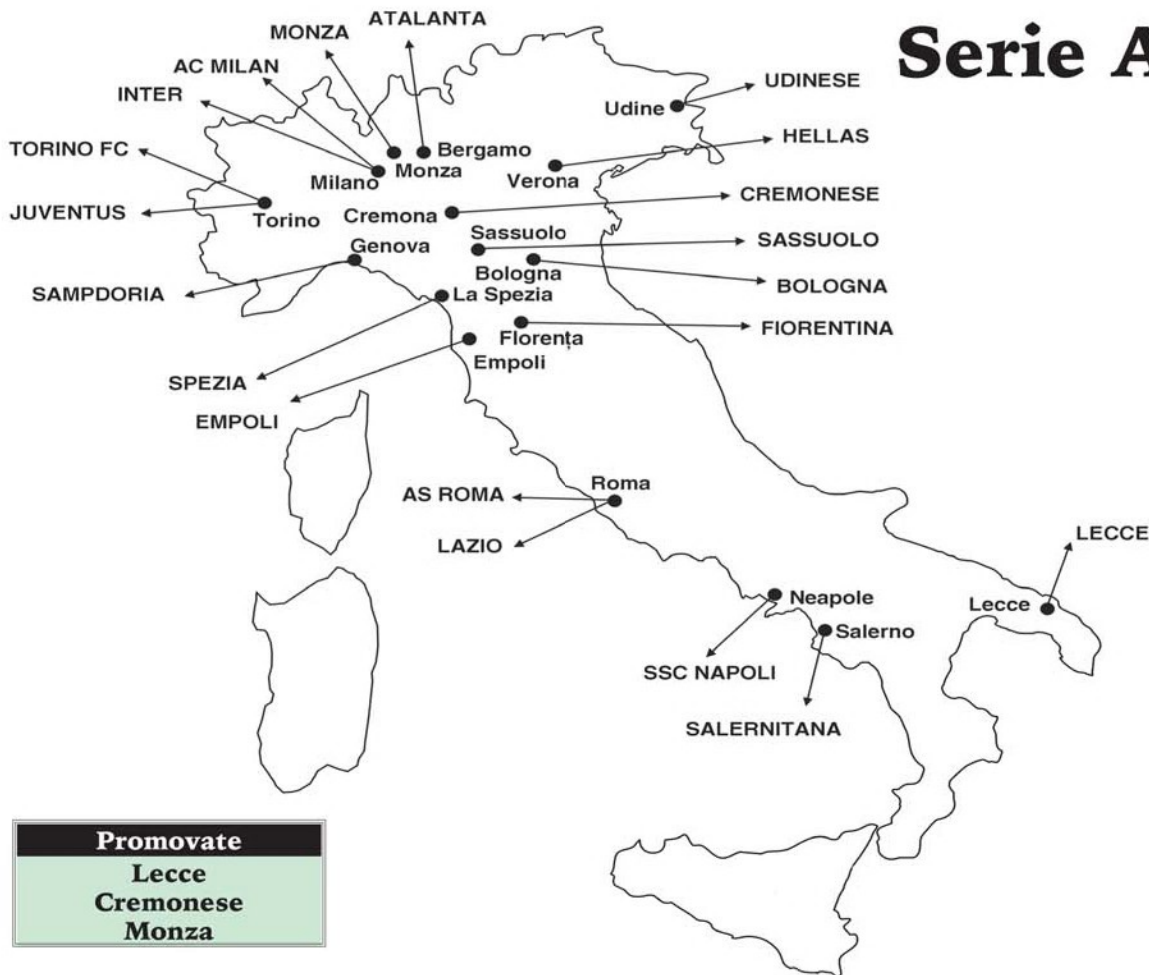 Serie A
ATALANTA
MONZA
AC MILAN
INTER
TORINO FC
JUVENTUS
SAMPDORIA
SPEZIA
EMPOLI
UDINESE
HELLAS
CREMONESE
SASSUOLO
BOLOGNA
FIORENTINA
Udine
Bergamo
Monza
Milano
Verona
Torino
Cremona
Sassuolo
Genova
Bologna
La Spezia
Florența
Empoli
Roma
AS ROMA
LAZIO
LECCE
Neapole
Lecce
Salerno
SSC NAPOLI
SALERNITANA
Promovate
Lecce
Cremonese
Monza